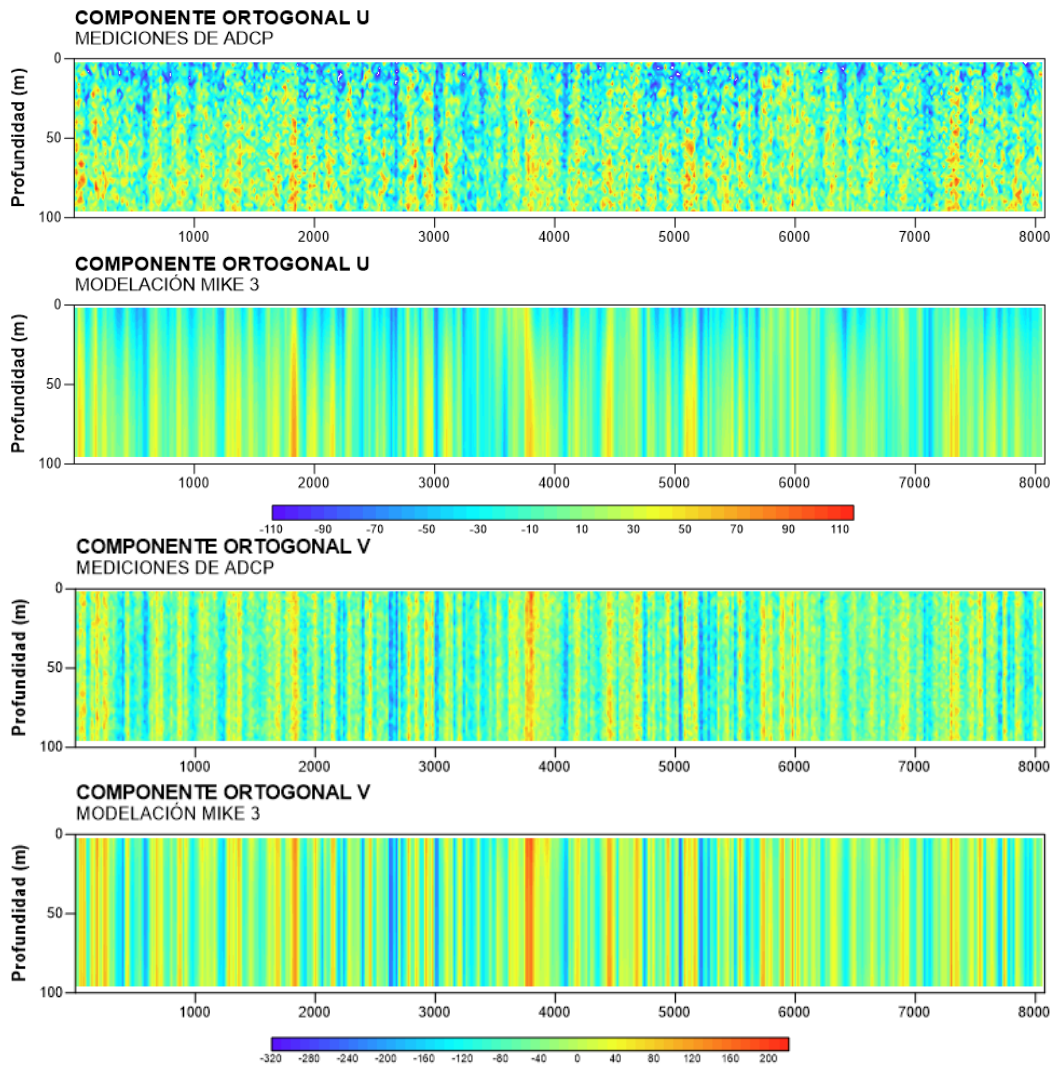 COMPONENTE ORTOGONAL U
MEDICIONES DE ADCP
Profundidad (m)
0
50
100
1000 2000 3000 4000 5000 6000 7000 8000
COMPONENTE ORTOGONAL U
MODELACIÓN MIKE 3
Profundidad (m)
0
50
100
1000 2000 3000 4000 5000 6000 7000 8000
-110 -90 -70 -50 -30 -10 10 30 50 70 90 110
COMPONENTE ORTOGONAL V
MEDICIONES DE ADCP
Profundidad (m)
0
50
100
1000 2000 3000 4000 5000 6000 7000 8000
COMPONENTE ORTOGONAL V
MODELACIÓN MIKE 3
Profundidad (m)
0
50
100
1000 2000 3000 4000 5000 6000 7000 8000
-320 -280 -240 -200 -160 -120 -80 -40 0 40 80 120 160 200